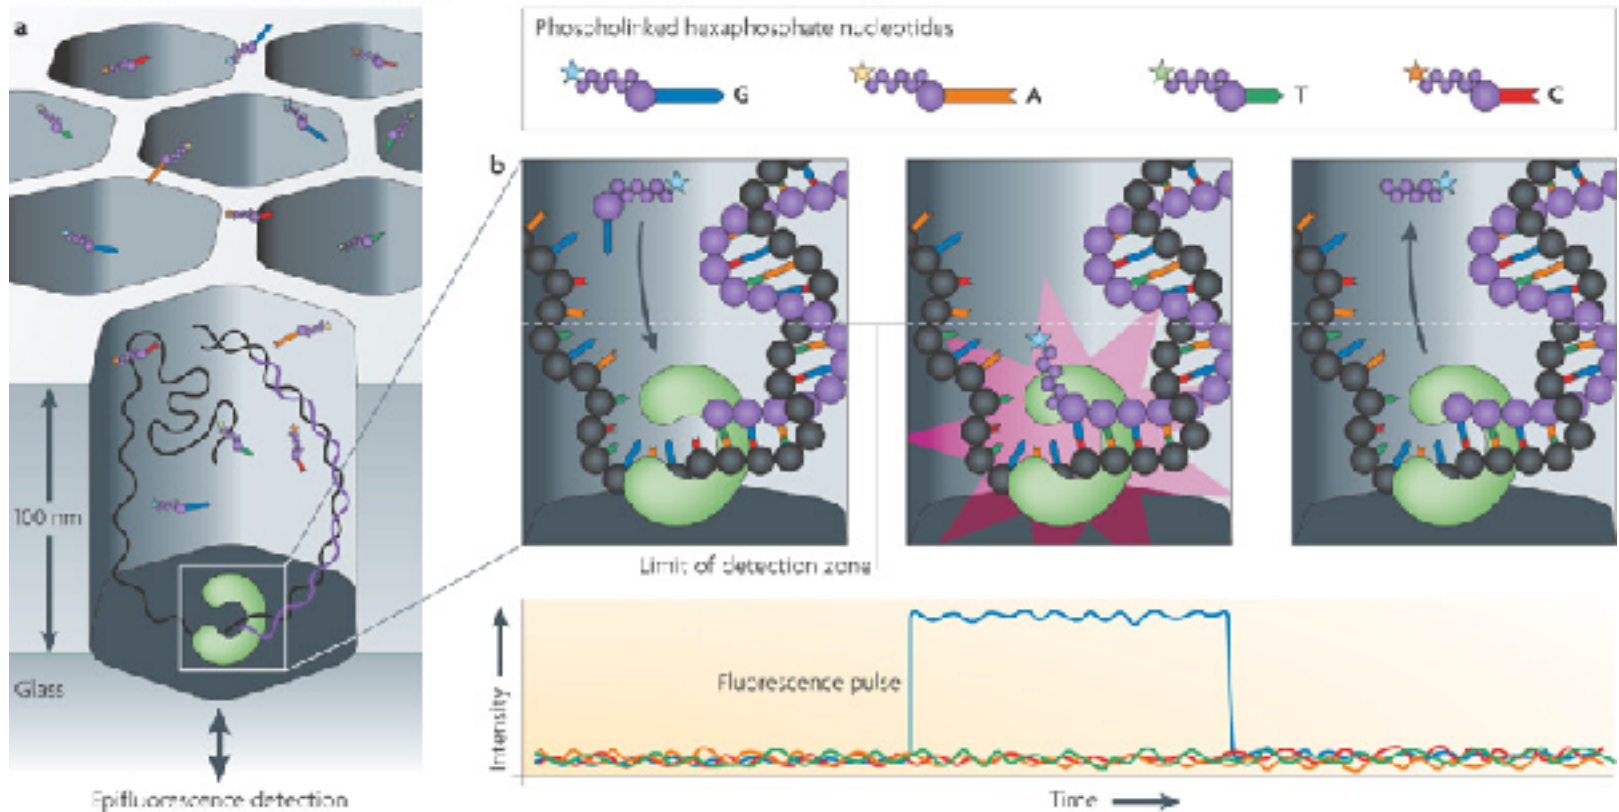 a
Phospholinked hexaphosphate nucleotides
G
A
T
C
b
100 nm
Glass
Epifluorescence detection
Limit of detection zone
Intensity
Fluorescence pulse
Time